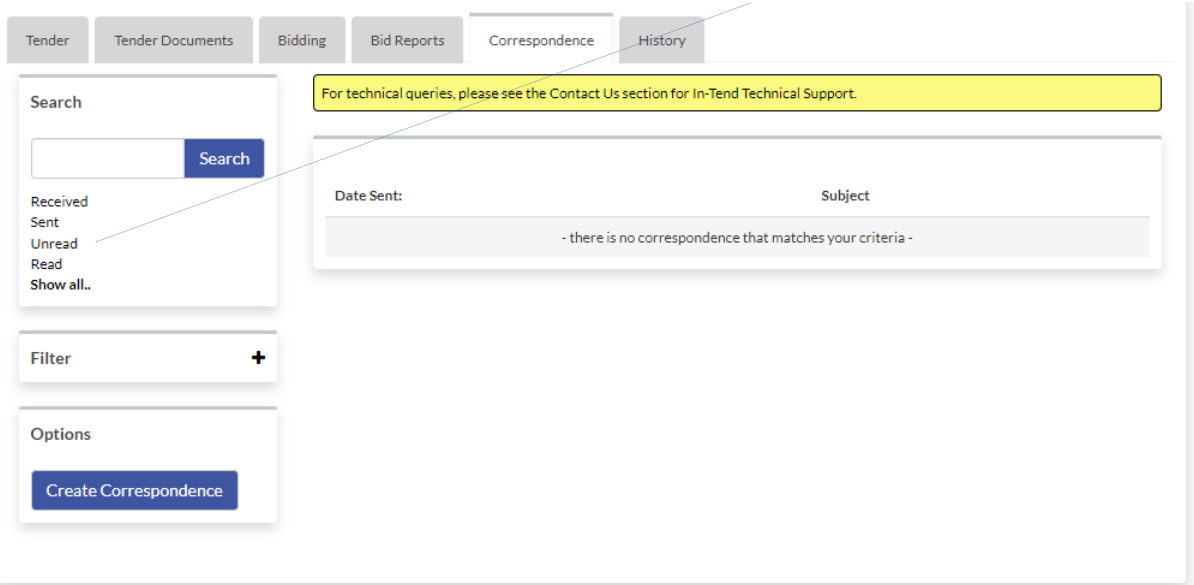 Tender Tender Documents Bidding Bid Reports Correspondence History
Search
Search
Received
Sent
Unread
Read
Show all..
Filter
Options
Create Correspondence
For technical queries, please see the Contact Us section for In-Tend Technical Support.
Date Sent: Subject
- there is no correspondence that matches your criteria -